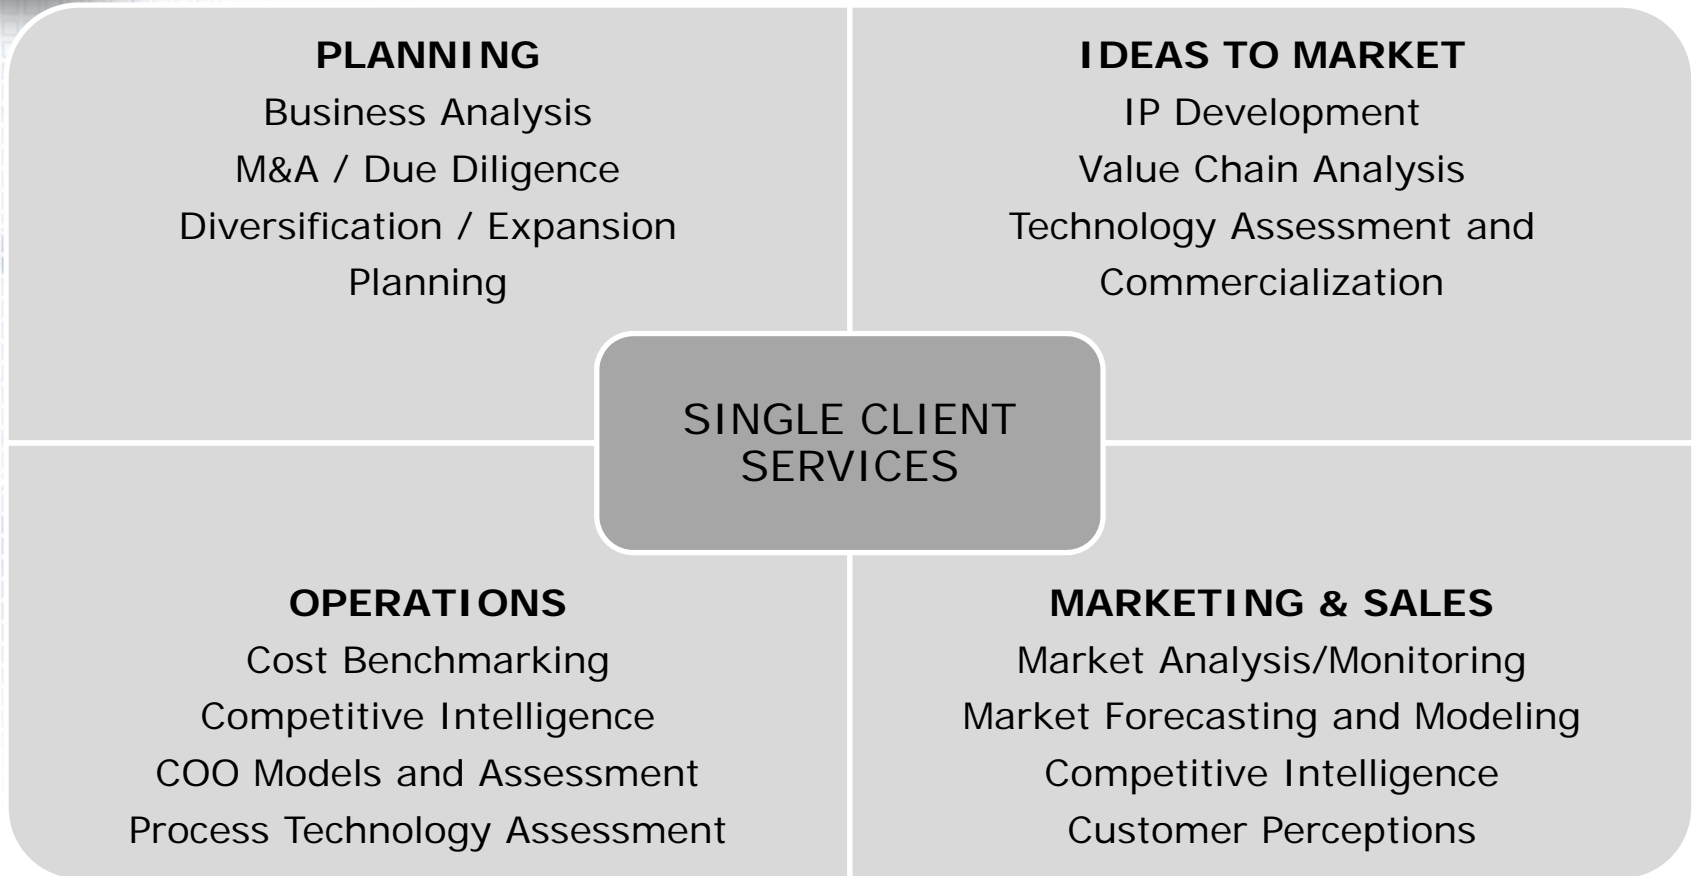 PLANNING
Business Analysis
M&A / Due Diligence
Diversification / Expansion
Planning
IDEAS TO MARKET
IP Development
Value Chain Analysis
Technology Assessment and
Commercialization
SINGLE CLIENT
SERVICES
OPERATIONS
Cost Benchmarking
Competitive Intelligence
COO Models and Assessment
Process Technology Assessment
MARKETING & SALES
Market Analysis/Monitoring
Market Forecasting and Modeling
Competitive Intelligence
Customer Perceptions